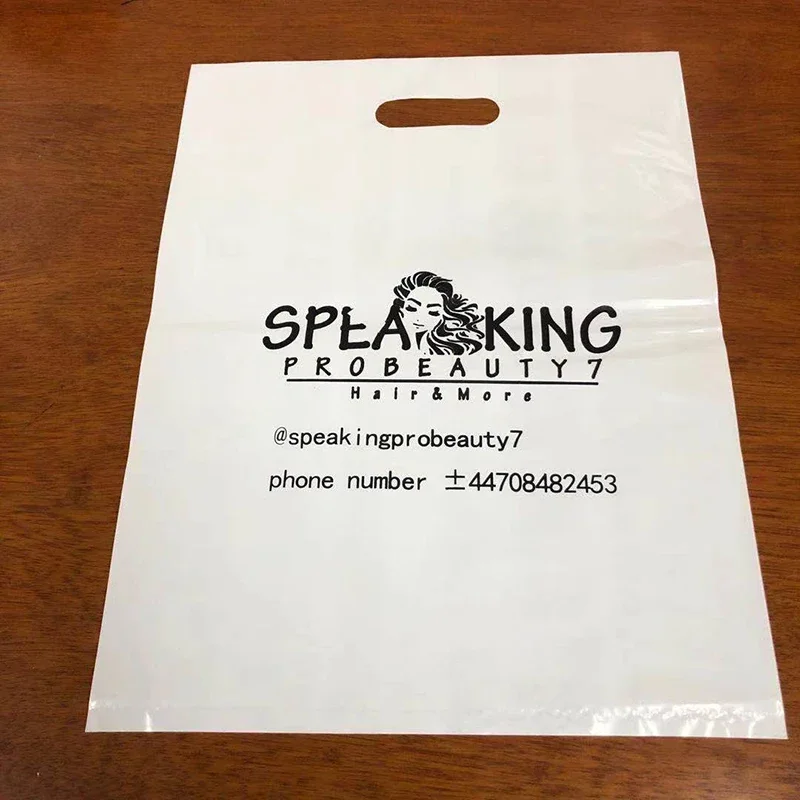 SPEAKING
PROBEAUTY7
Hair & More
@speakingprobeauty7
phone number ±44708482453